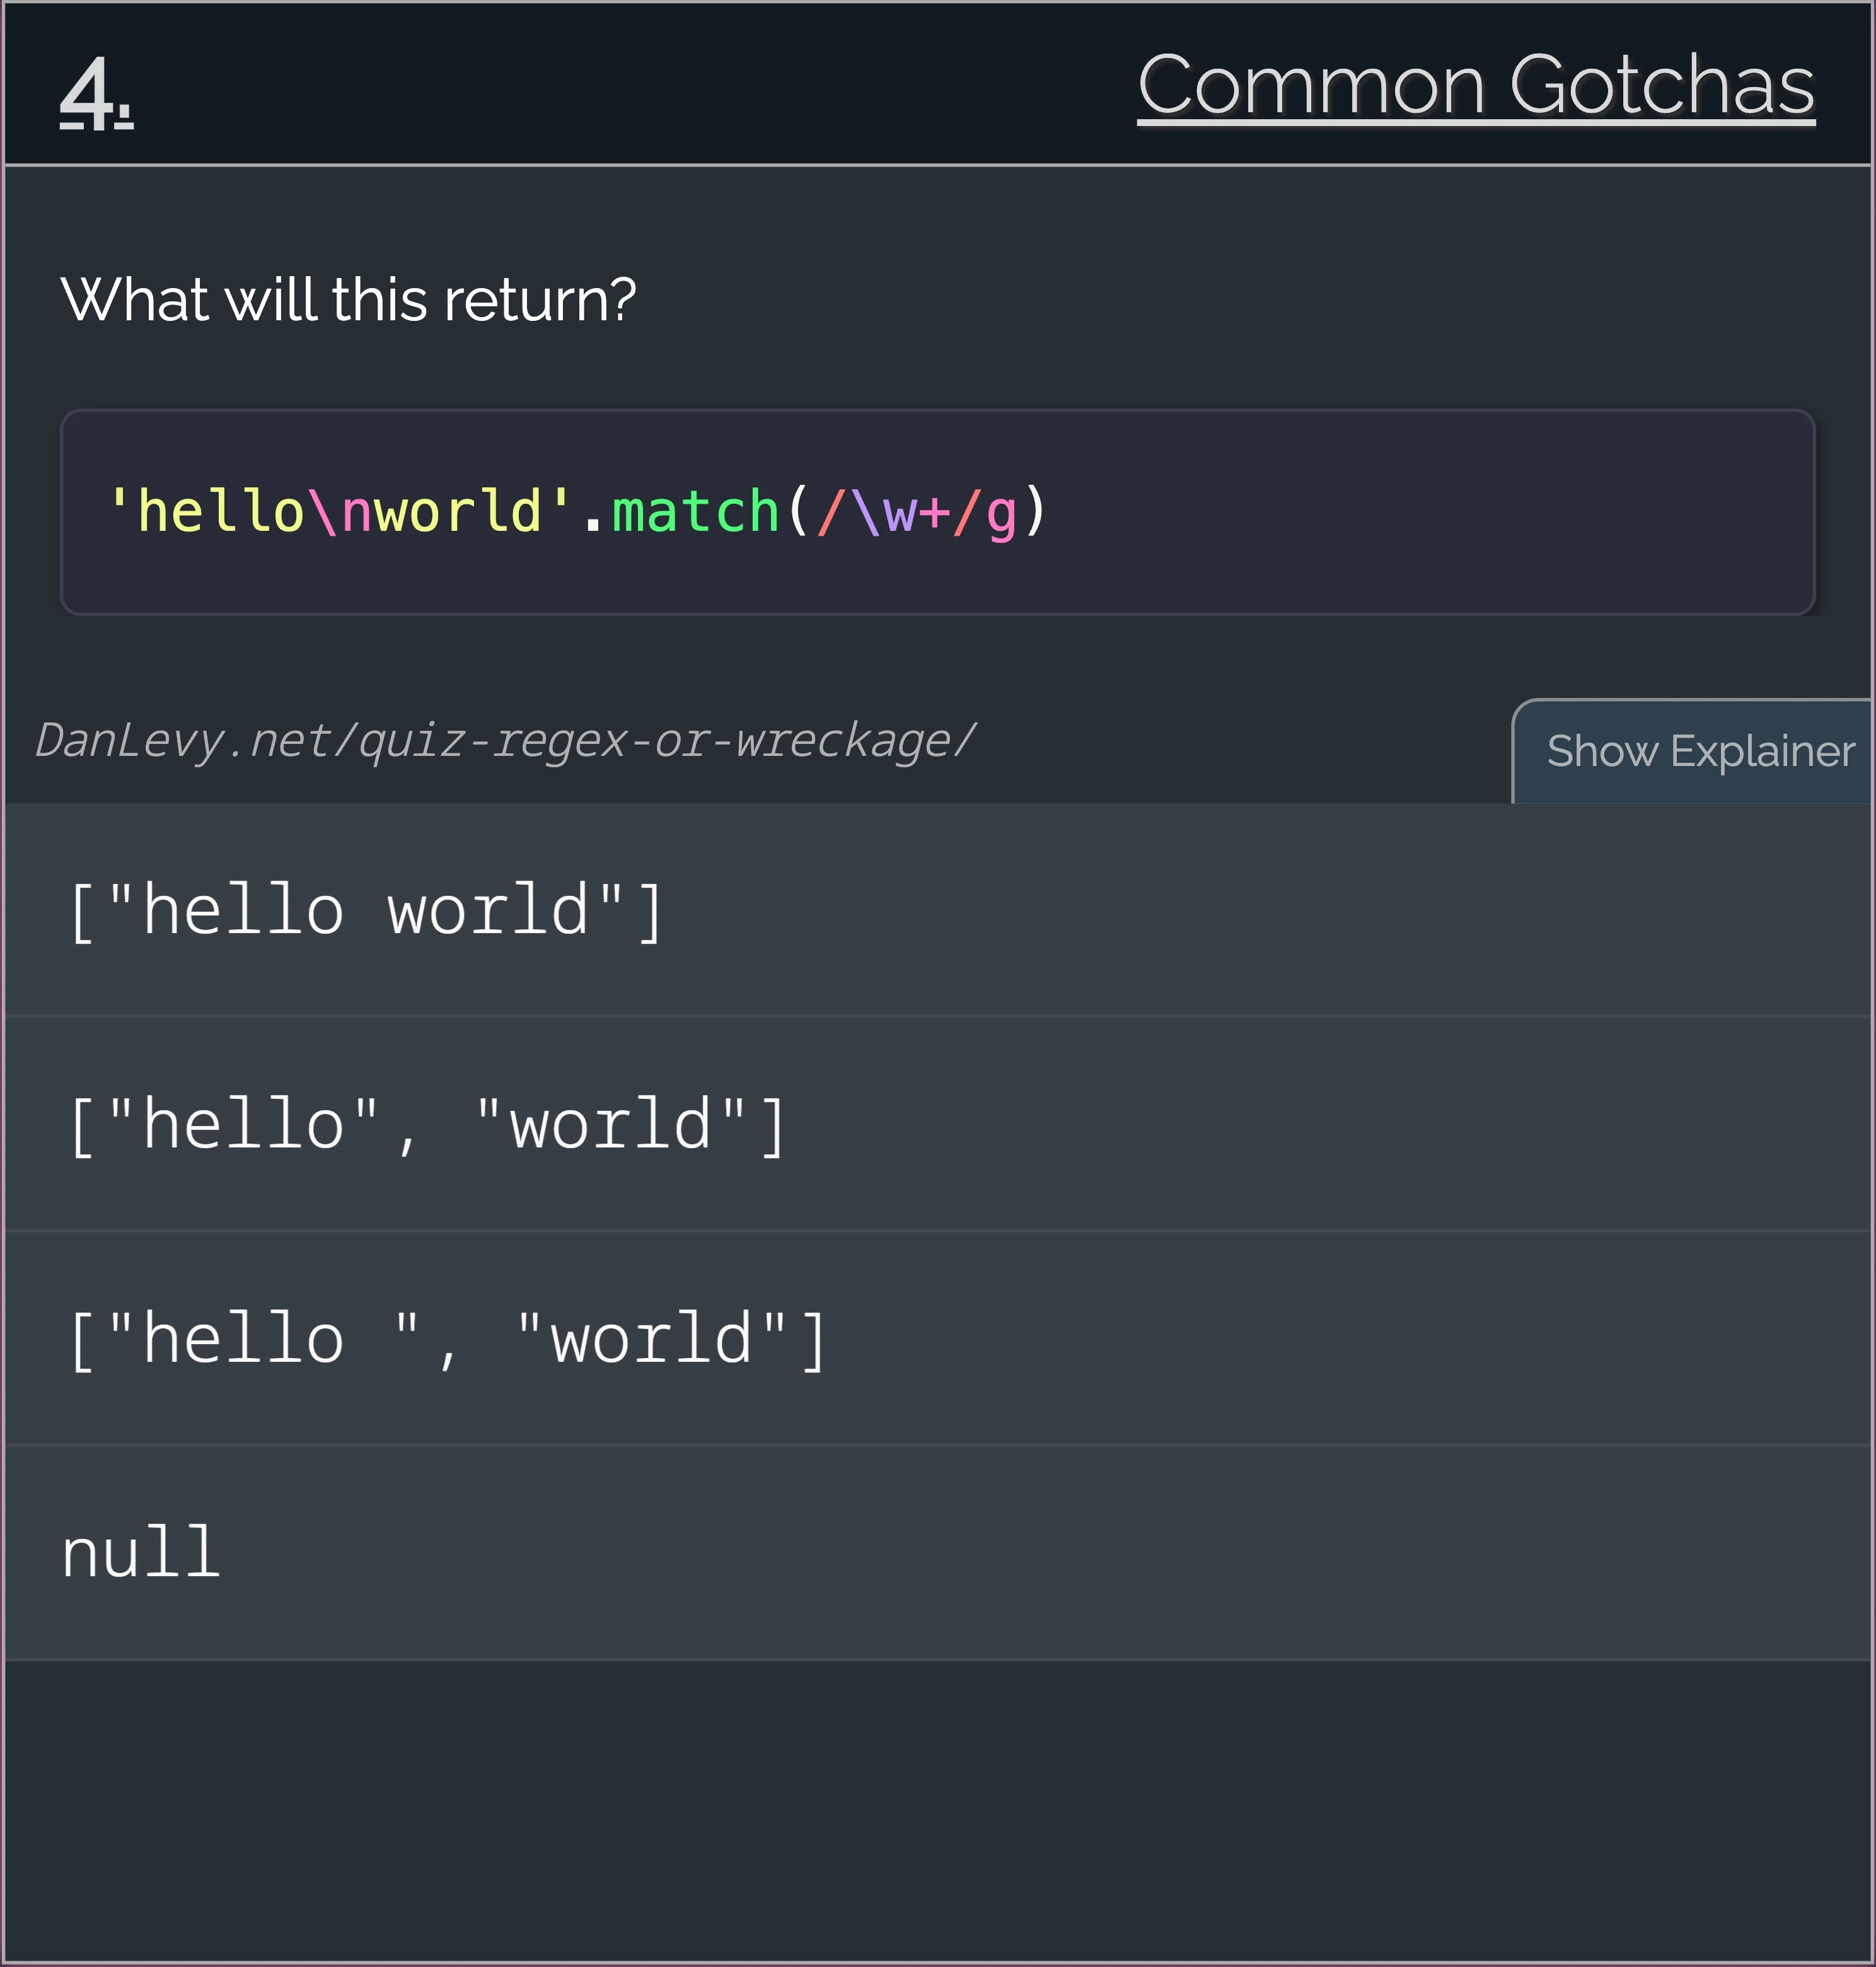 4.
Common Gotchas
What will this return?
'hello\nworld'.match(/\w+/g)
DanLevy.net/quiz-regex-or-wreckage/
Show Explainer
["hello world"]
["hello", "world"]
["hello ", "world"]
null